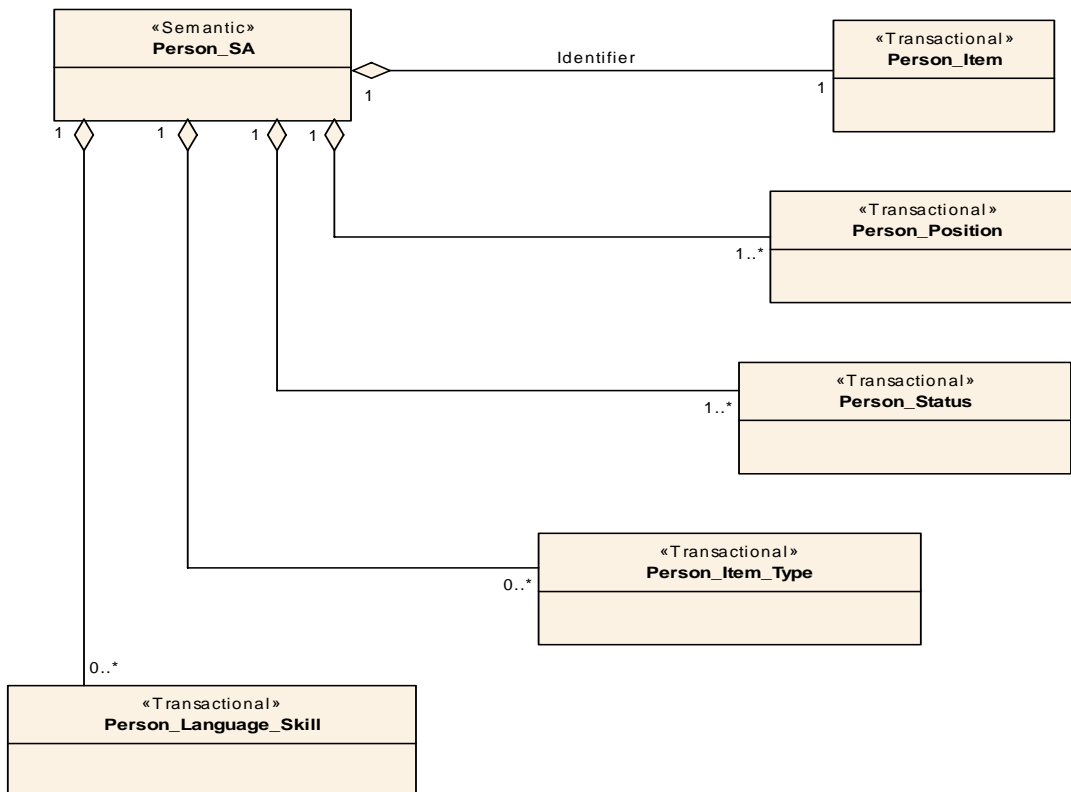 «Semantic»
Person_SA
Identifier
1
1
«Transactional»
Person_Item
1
1
1
1
«Transactional»
Person_Position
1..*
«Transactional»
Person_Status
1..*
«Transactional»
Person_Item_Type
0..*
0..*
«Transactional»
Person_Language_Skill